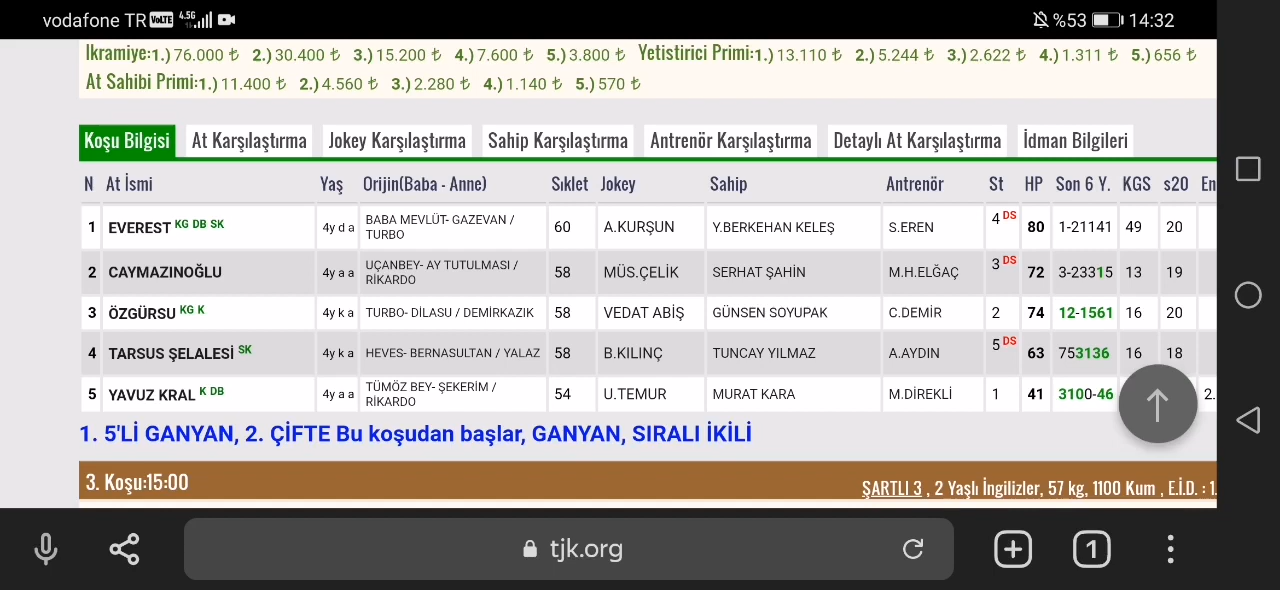 vodafone TR VoLTE 4.5G %53 14:32
Ikramiye:1.) 76.000 ₺ 2.) 30.400 ₺ 3.) 15.200 ₺ 4.) 7.600 ₺ 5.) 3.800 ₺ Yetistirici Primi:1.) 13.110 ₺ 2.) 5.244 ₺ 3.) 2.622 ₺ 4.) 1.311 ₺ 5.) 656 ₺
At Sahibi Primi:1.) 11.400 ₺ 2.) 4.560 ₺ 3.) 2.280 ₺ 4.) 1.140 ₺ 5.) 570 ₺
Koşu Bilgisi At Karşılaştırma Jokey Karşılaştırma Sahip Karşılaştırma Antrenör Karşılaştırma Detaylı At Karşılaştırma İdman Bilgileri
N At İsmi Yaş Orijin(Baba - Anne) Sıklet Jokey Sahip Antrenör St HP Son 6 Y. KGS s20 En
1 EVEREST KG DB SK 4y d a BABA MEVLÜT- GAZEVAN / TURBO 60 A.KURŞUN Y.BERKEHAN KELEŞ S.EREN 4 DS 80 1-21141 49 20
2 CAYMAZINOĞLU 4y a a UÇANBEY- AY TUTULMASI / RİKARDO 58 MÜS.ÇELİK SERHAT ŞAHİN M.H.ELĞAÇ 3 DS 72 3-23315 13 19
3 ÖZGÜRSU KG K 4y k a TURBO- DİLASU / DEMİRKAZIK 58 VEDAT ABİŞ GÜNSEN SOYUPAK C.DEMİR 2 74 12-1561 16 20
4 TARSUS ŞELALESİ SK 4y k a HEVES- BERNASULTAN / YALAZ 58 B.KILINÇ TUNCAY YILMAZ A.AYDIN 5 DS 63 753136 16 18
5 YAVUZ KRAL K DB 4y a a TÜMÖZ BEY- ŞEKERİM / RİKARDO 54 U.TEMUR MURAT KARA M.DİREKLİ 1 41 3100-46 2.
1. 5'Lİ GANYAN, 2. ÇİFTE Bu koşudan başlar, GANYAN, SIRALI İKİLİ
3. Koşu:15:00
ŞARTLI 3 , 2 Yaşlı İngilizler, 57 kg, 1100 Kum , E.İ.D. : 1.
tjk.org 1